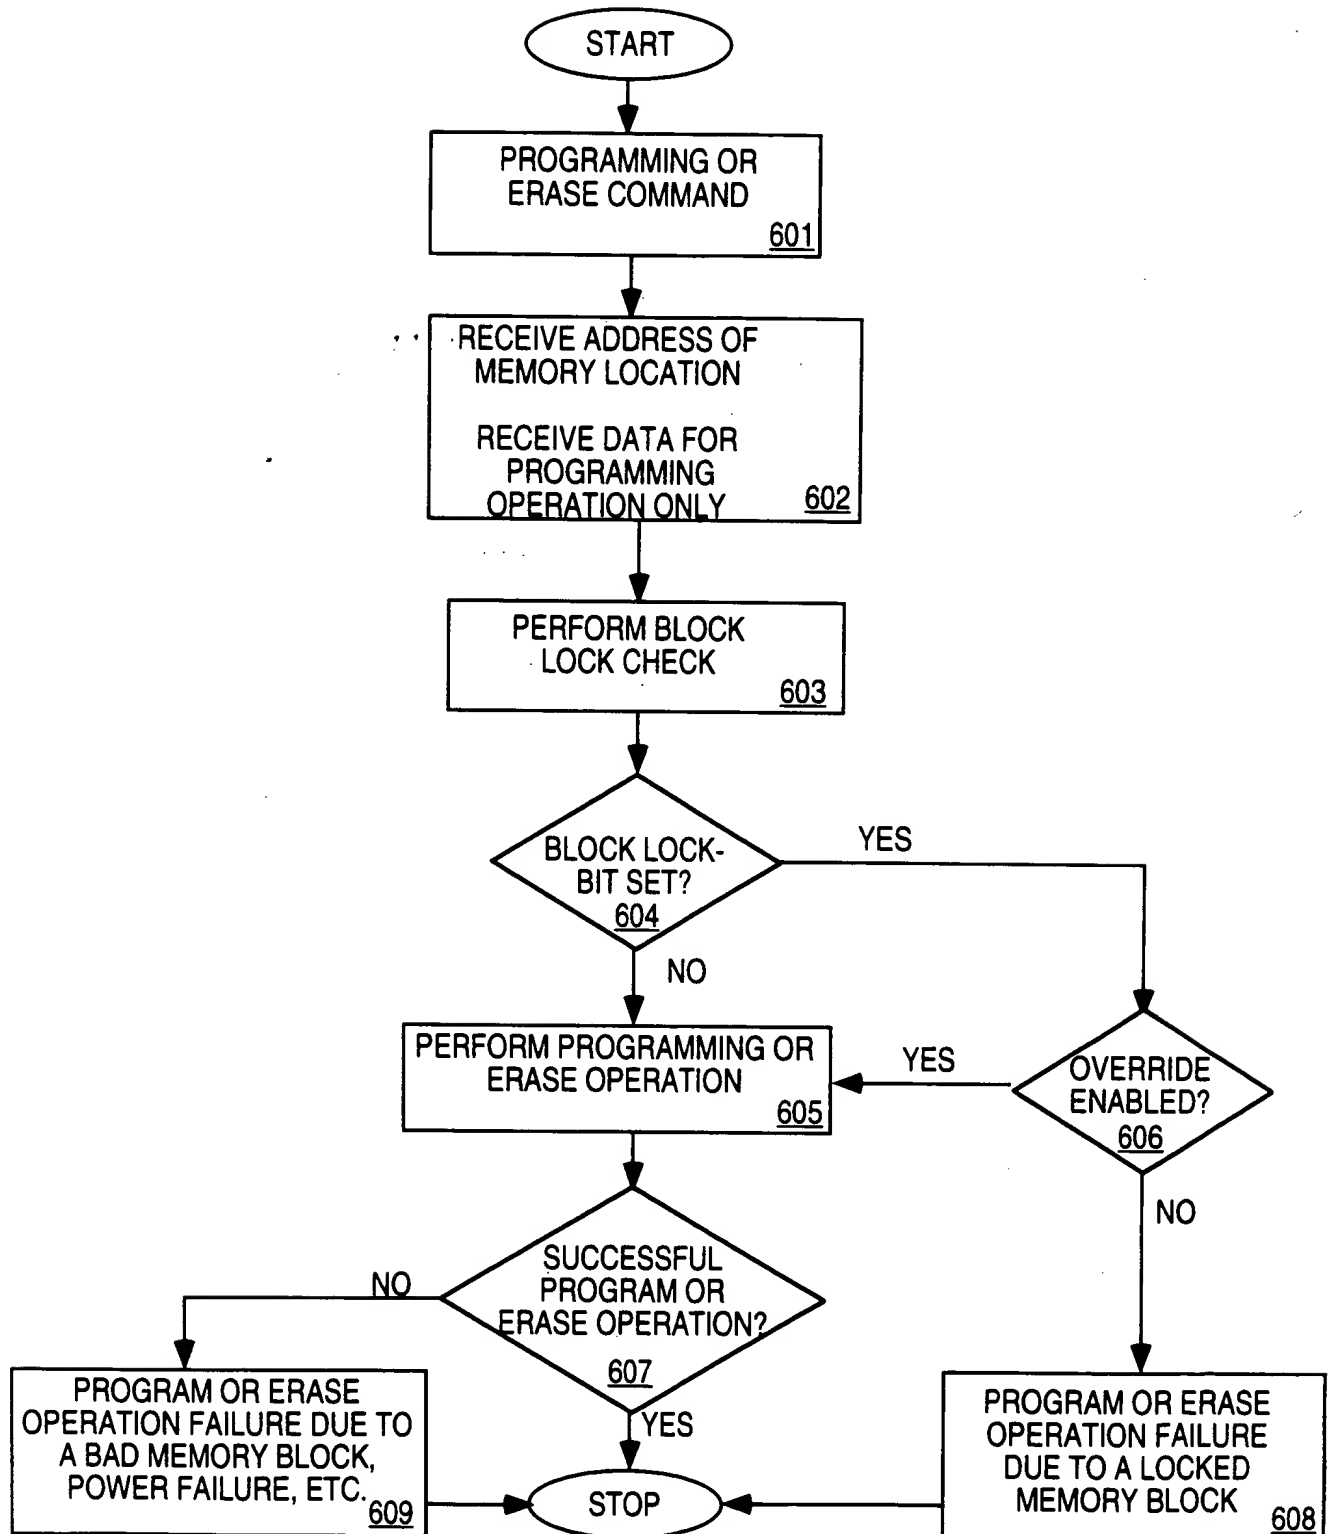 START
PROGRAMMING OR
ERASE COMMAND
601
RECEIVE ADDRESS OF
MEMORY LOCATION
RECEIVE DATA FOR
PROGRAMMING
OPERATION ONLY
602
PERFORM BLOCK
LOCK CHECK
603
BLOCK LOCK-
BIT SET?
604
YES
NO
PERFORM PROGRAMMING OR
ERASE OPERATION
605
YES
OVERRIDE
ENABLED?
606
NO
SUCCESSFUL
PROGRAM OR
ERASE OPERATION?
607
NO
YES
PROGRAM OR ERASE
OPERATION FAILURE DUE TO
A BAD MEMORY BLOCK,
POWER FAILURE, ETC.
609
STOP
PROGRAM OR ERASE
OPERATION FAILURE
DUE TO A LOCKED
MEMORY BLOCK
608